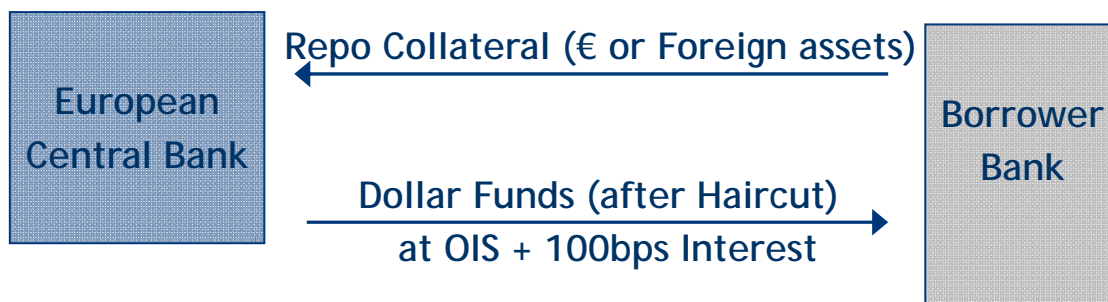 Repo Collateral (€ or Foreign assets)
European
Central Bank
Borrower
Bank
Dollar Funds (after Haircut)
at OIS + 100bps Interest